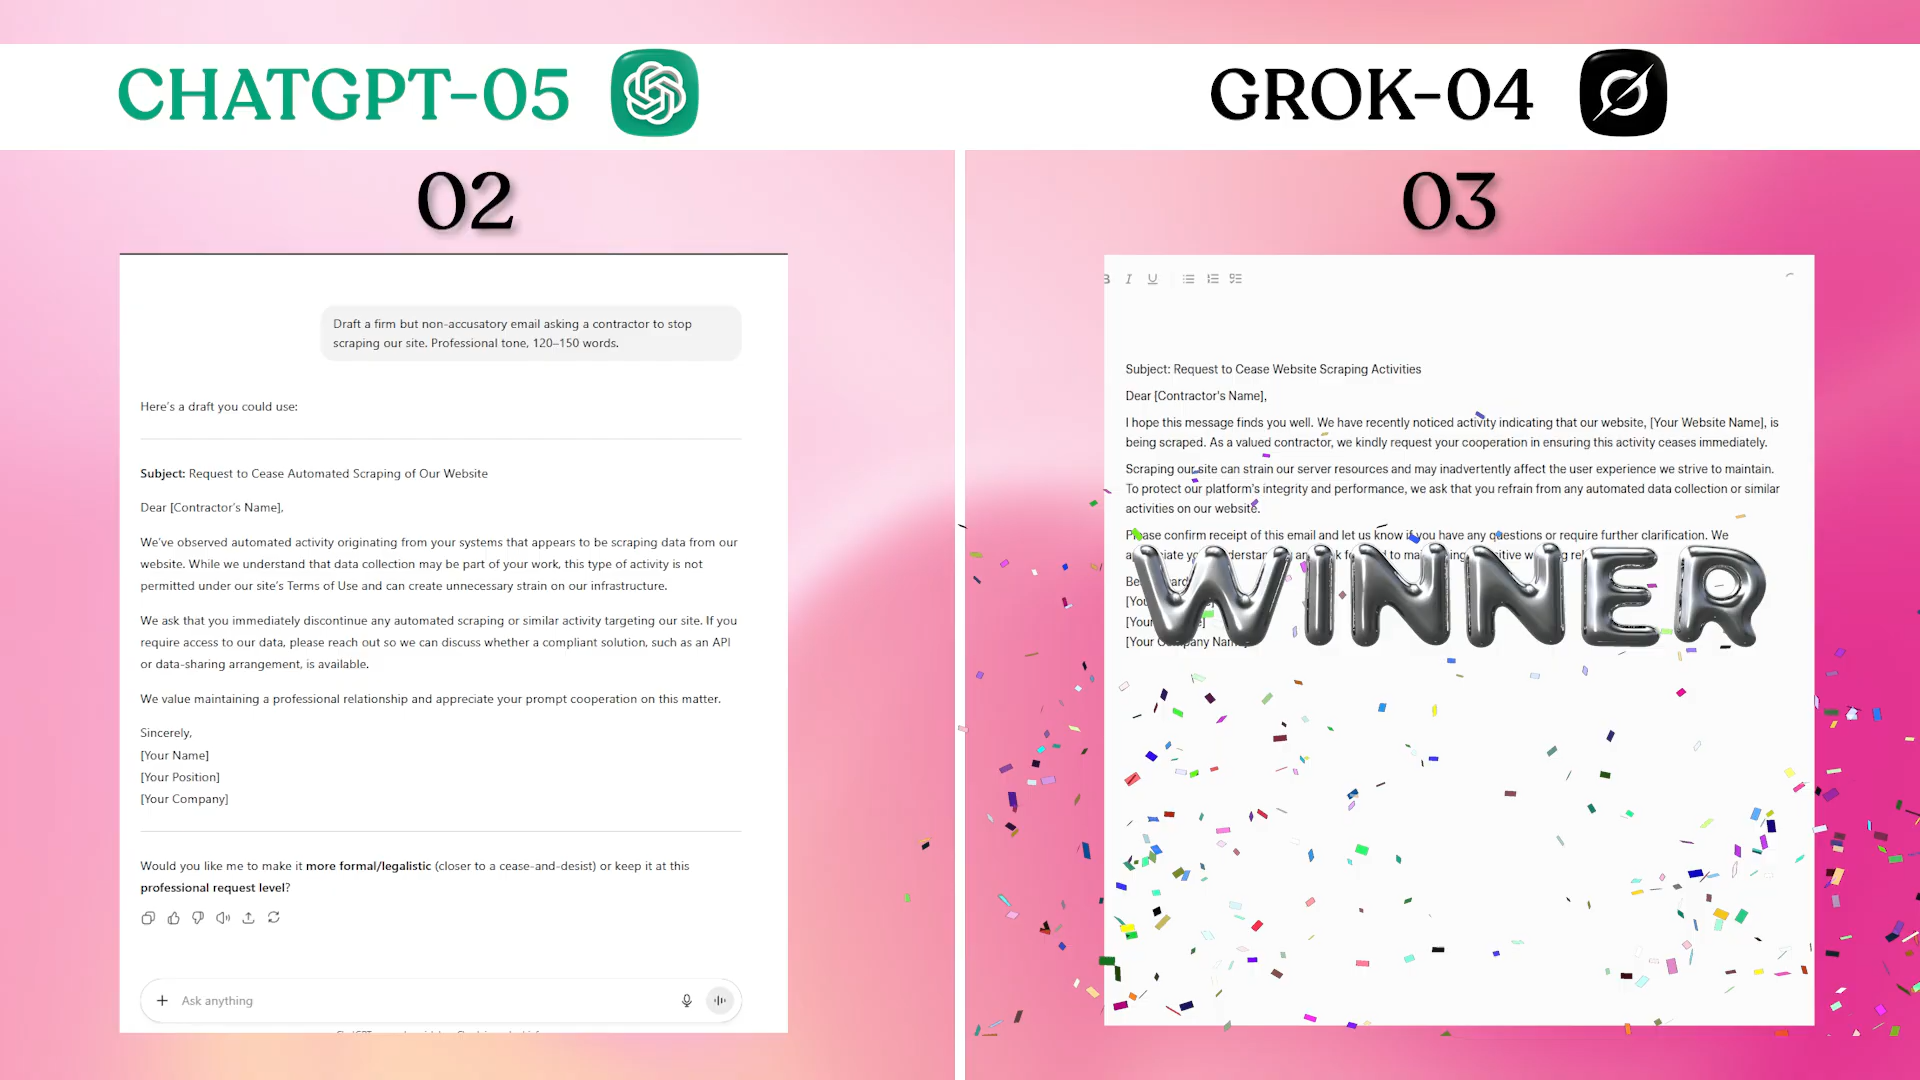 CHATGPT-05
GROK-04
02
03
Draft a firm but non-accusatory email asking a contractor to stop
scraping our site. Professional tone, 120–150 words.
Here's a draft you could use:
Subject: Request to Cease Automated Scraping of Our Website
Dear [Contractor's Name],
We've observed automated activity originating from your systems that appears to be scraping data from our
website. While we understand that data collection may be part of your work, this type of activity is not
permitted under our site's Terms of Use and can create unnecessary strain on our infrastructure.
We ask that you immediately discontinue any automated scraping or similar activity targeting our site. If you
require access to our data, please reach out so we can discuss whether a compliant solution, such as an API
or data-sharing arrangement, is available.
We value maintaining a professional relationship and appreciate your prompt cooperation on this matter.
Sincerely,
[Your Name]
[Your Position]
[Your Company]
Would you like me to make it more formal/legalistic (closer to a cease-and-desist) or keep it at this
professional request level?
Ask anything
B I U
Subject: Request to Cease Website Scraping Activities
Dear [Contractor's Name],
I hope this message finds you well. We have recently noticed activity indicating that our website, [Your Website Name], is
being scraped. As a valued contractor, we kindly request your cooperation in ensuring this activity ceases immediately.
Scraping our site can strain our server resources and may inadvertently affect the user experience we strive to maintain.
To protect our platform's integrity and performance, we ask that you refrain from any automated data collection or similar
activities on our website.
Please confirm receipt of this email and let us know if you have any questions or require further clarification. We
[Your Company Name]
WINNER